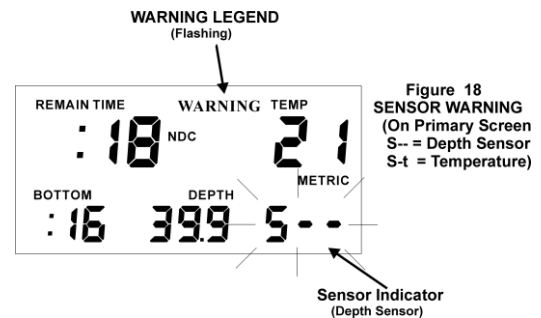 WARNING LEGEND
(Flashing)
Figure 18
SENSOR WARNING
(On Primary Screen
S-- = Depth Sensor
S-t = Temperature)
REMAIN TIME WARNING TEMP
:18 NDC 21
METRIC
BOTTOM DEPTH
:16 39.9 S--
Sensor Indicator
(Depth Sensor)